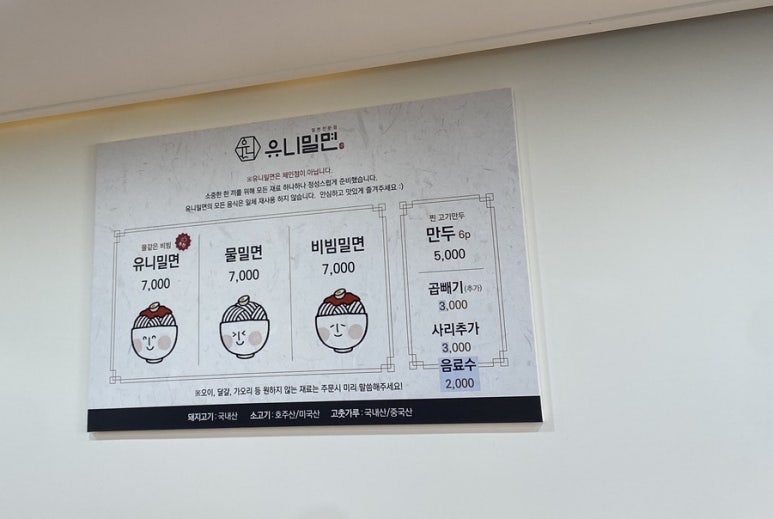 밀면전문점
유니 유니밀면
※유니밀면은 체인점이 아닙니다.
소중한 한 끼를 위해 모든 재료 하나하나 정성스럽게 준비했습니다.
유니밀면의 모든 음식은 일체 재사용 하지 않습니다. 안심하고 맛있게 즐겨주세요 :)
물같은 비빔
유니밀면
7,000
물밀면
7,000
비빔밀면
7,000
찐 고기만두
만두 6p
5,000
곱빼기(추가)
3,000
사리추가
3,000
음료수
2,000
※오이, 달걀, 가오리 등 원하지 않는 재료는 주문시 미리 말씀해주세요!
돼지고기 : 국내산 소고기 : 호주산/미국산 고춧가루 : 국내산/중국산